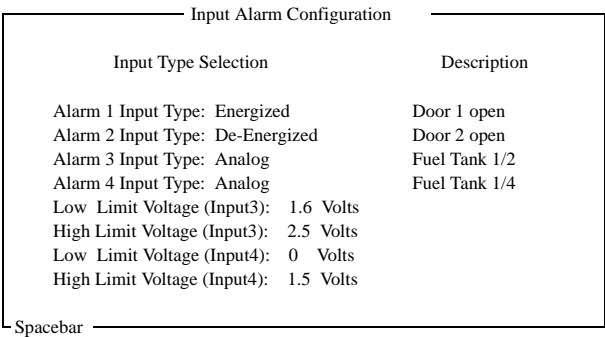 Input Alarm Configuration
Input Type Selection Description
Alarm 1 Input Type: Energized Door 1 open
Alarm 2 Input Type: De-Energized Door 2 open
Alarm 3 Input Type: Analog Fuel Tank 1/2
Alarm 4 Input Type: Analog Fuel Tank 1/4
Low Limit Voltage (Input3): 1.6 Volts
High Limit Voltage (Input3): 2.5 Volts
Low Limit Voltage (Input4): 0 Volts
High Limit Voltage (Input4): 1.5 Volts
Spacebar